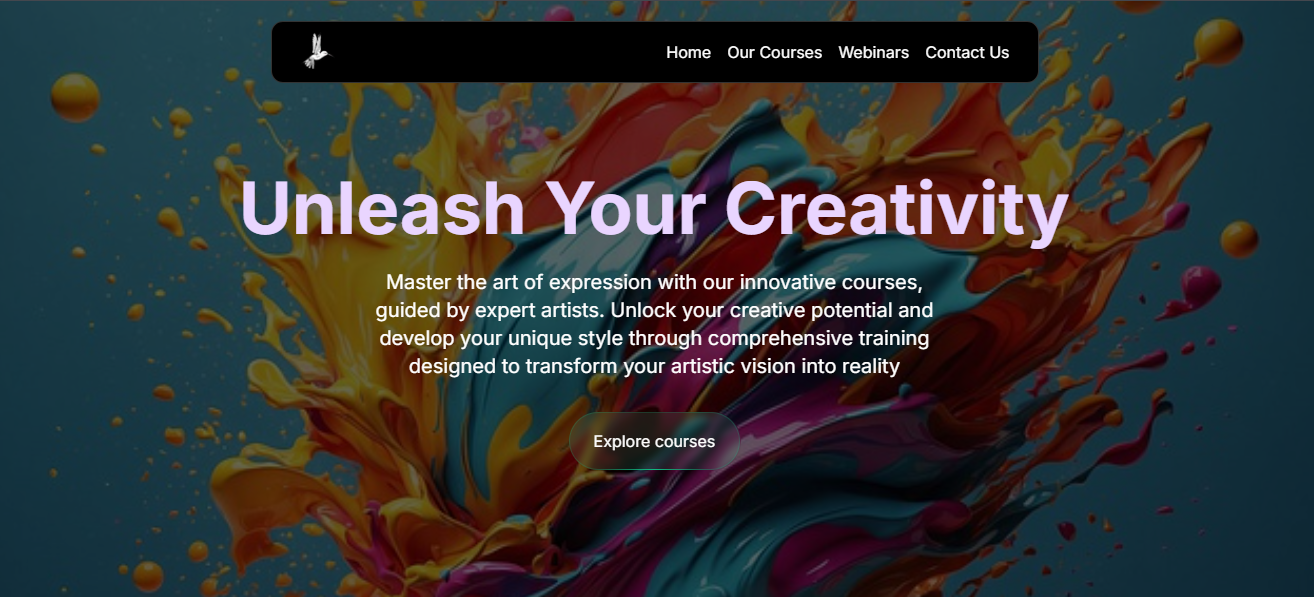 Home Our Courses Webinars Contact Us
Unleash Your Creativity
Master the art of expression with our innovative courses,
guided by expert artists. Unlock your creative potential and
develop your unique style through comprehensive training
designed to transform your artistic vision into reality
Explore courses